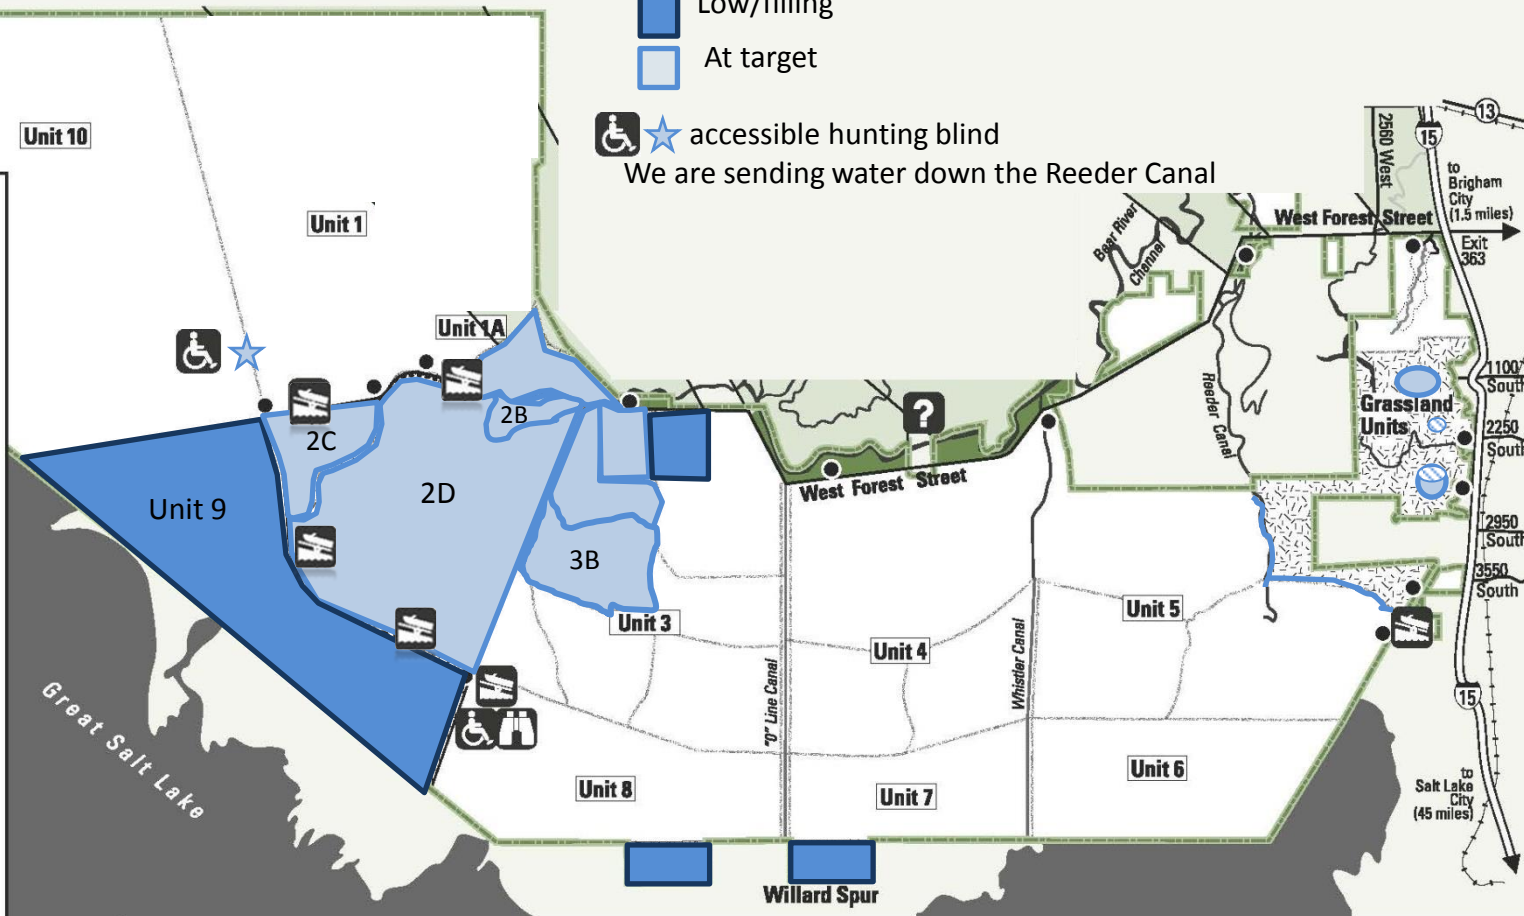 Low/filling
At target
accessible hunting blind
We are sending water down the Reeder Canal
13
15
2560 West
to
Brigham
City
(1.5 miles)
West Forest Street
Exit
363
Unit 10
Unit 1
Bear River
Channel
Unit 1A
1100
South
Reeder Canal
Grassland
Units
2250
South
2B
2C
?
2D
West Forest Street
Unit 9
2950
South
3B
3550
South
Unit 3
Unit 5
Unit 4
"O" Line Canal
Whistler Canal
15
Great Salt Lake
Unit 8
Unit 7
Unit 6
to
Salt Lake
City
(45 miles)
Willard Spur